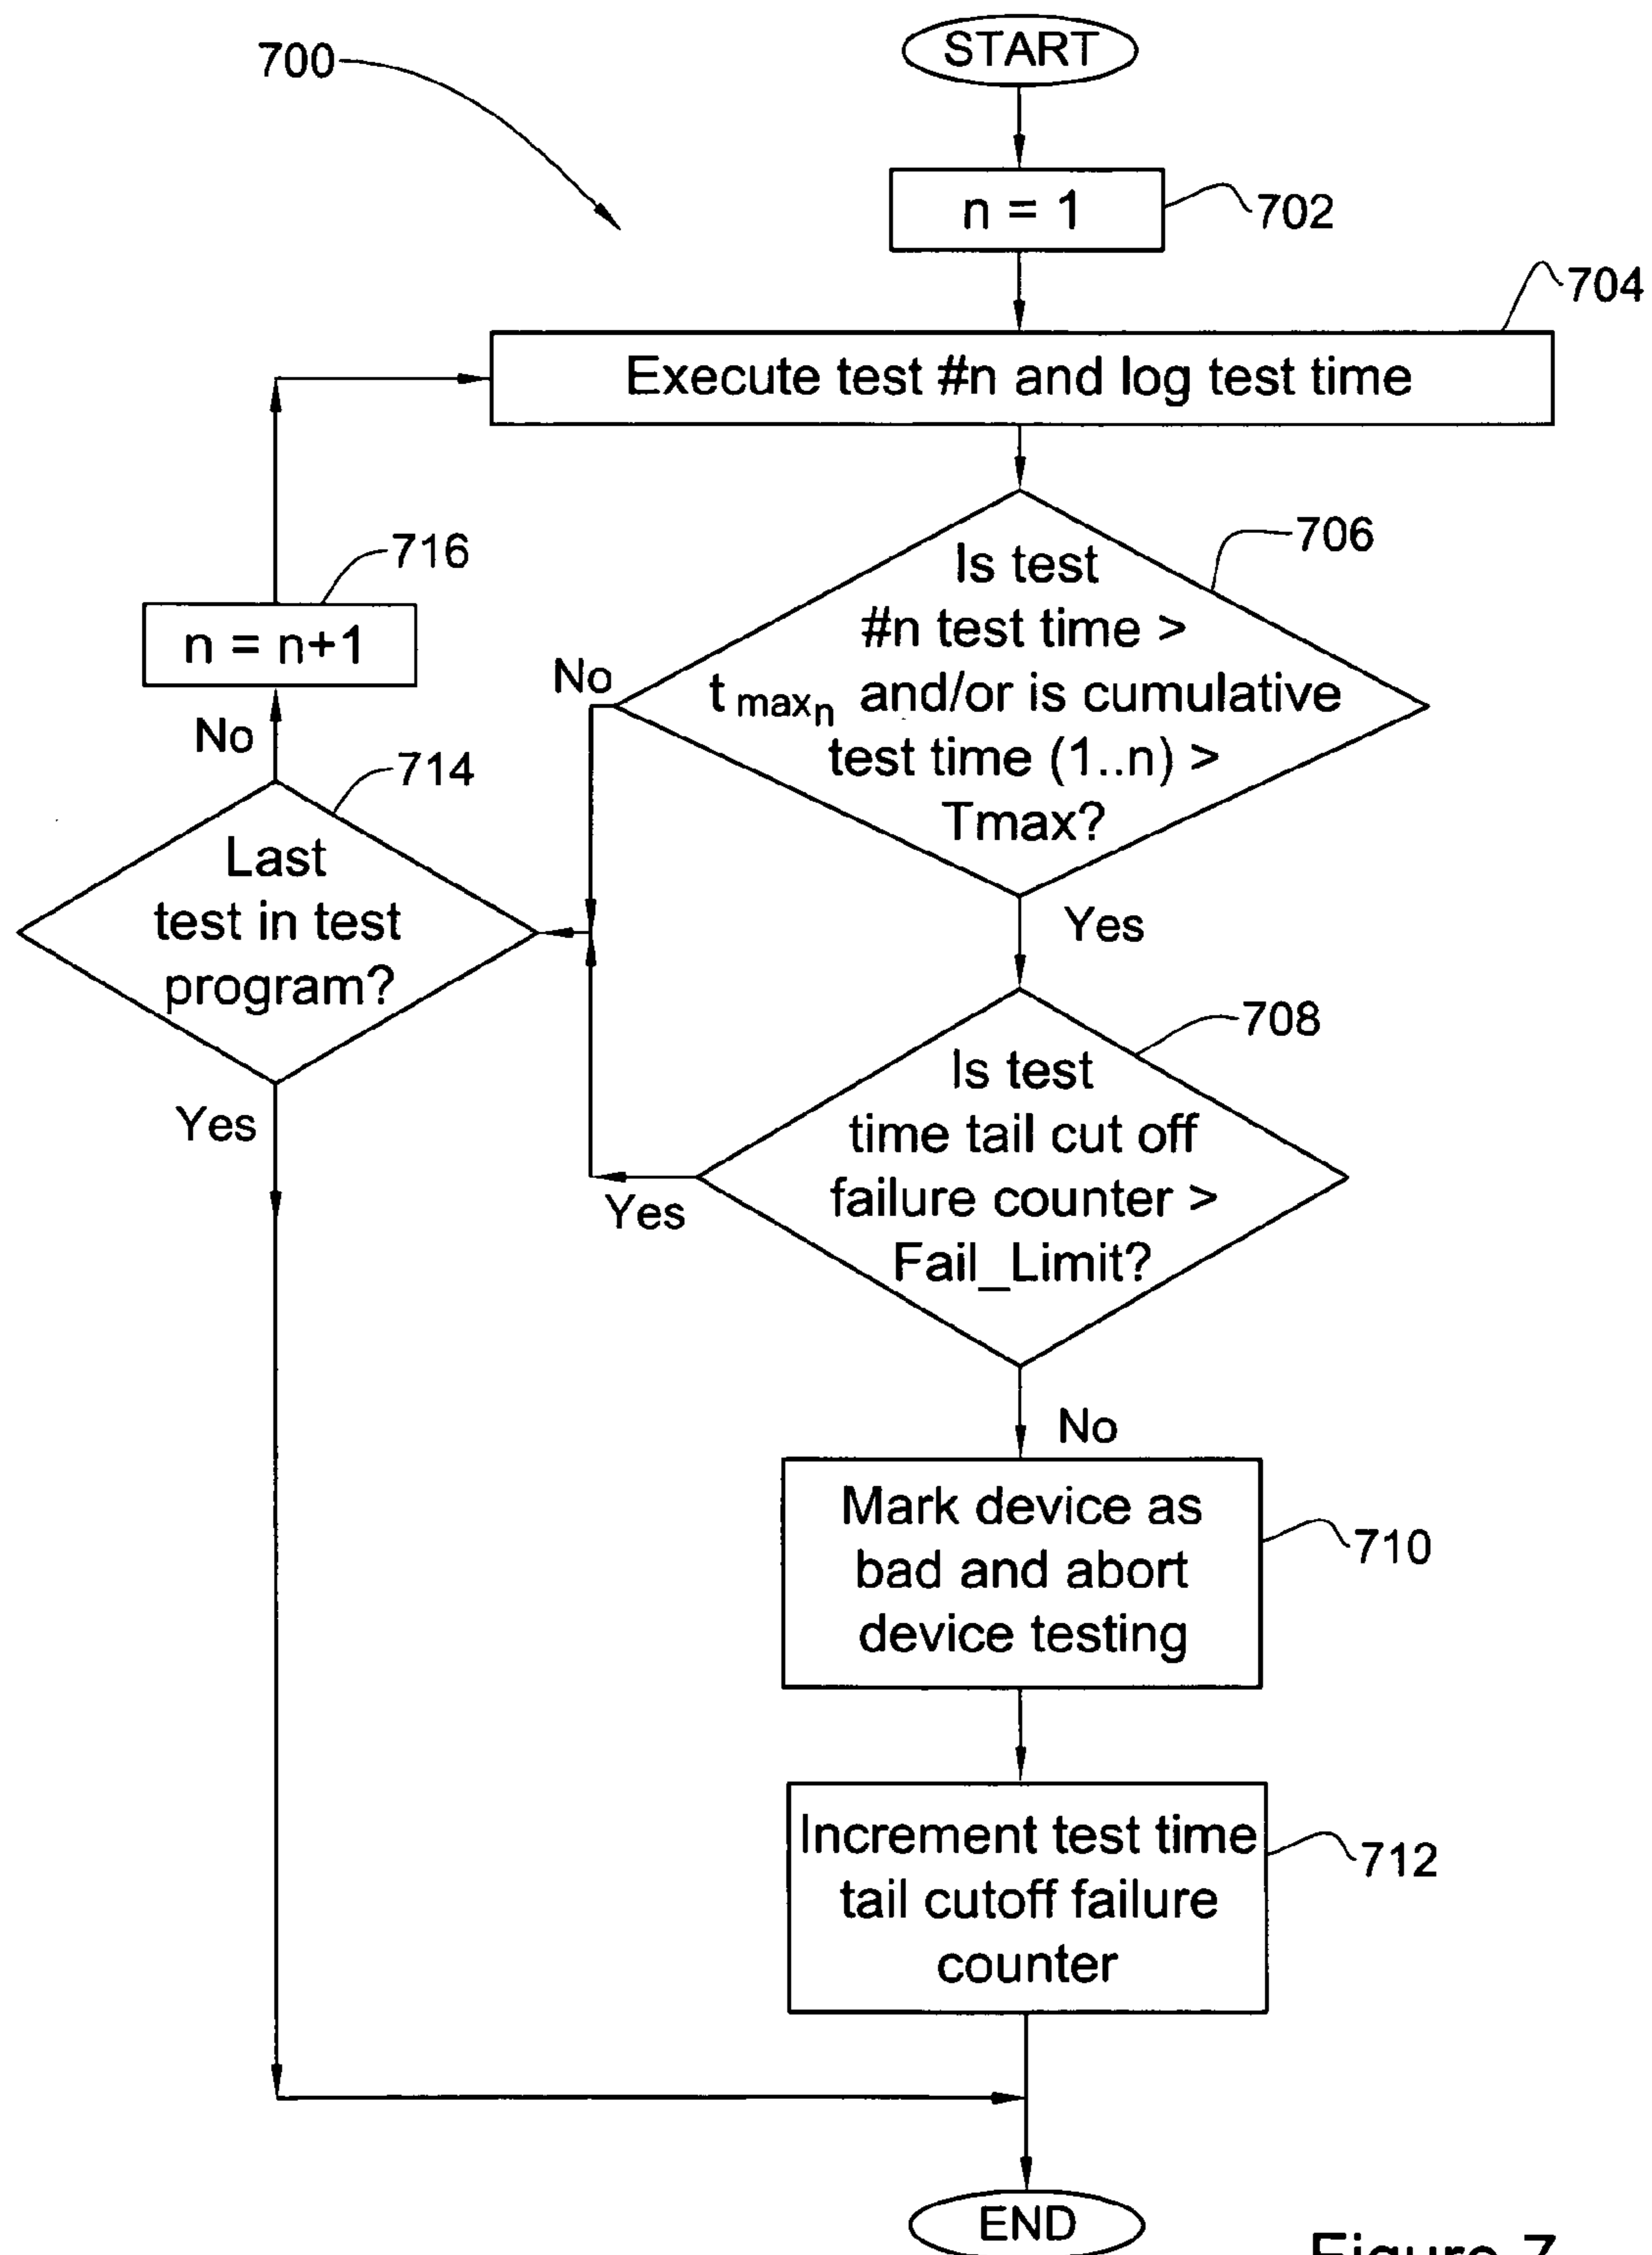 700
START
n = 1
702
704
Execute test #n and log test time
716
n = n+1
706
Is test
#n test time >
t maxn and/or is cumulative
test time (1..n) >
Tmax?
No
No
714
Last
test in test
program?
Yes
Yes
708
Is test
time tail cut off
failure counter >
Fail_Limit?
Yes
No
Mark device as
bad and abort
device testing
710
Increment test time
tail cutoff failure
counter
712
END
Figure 7